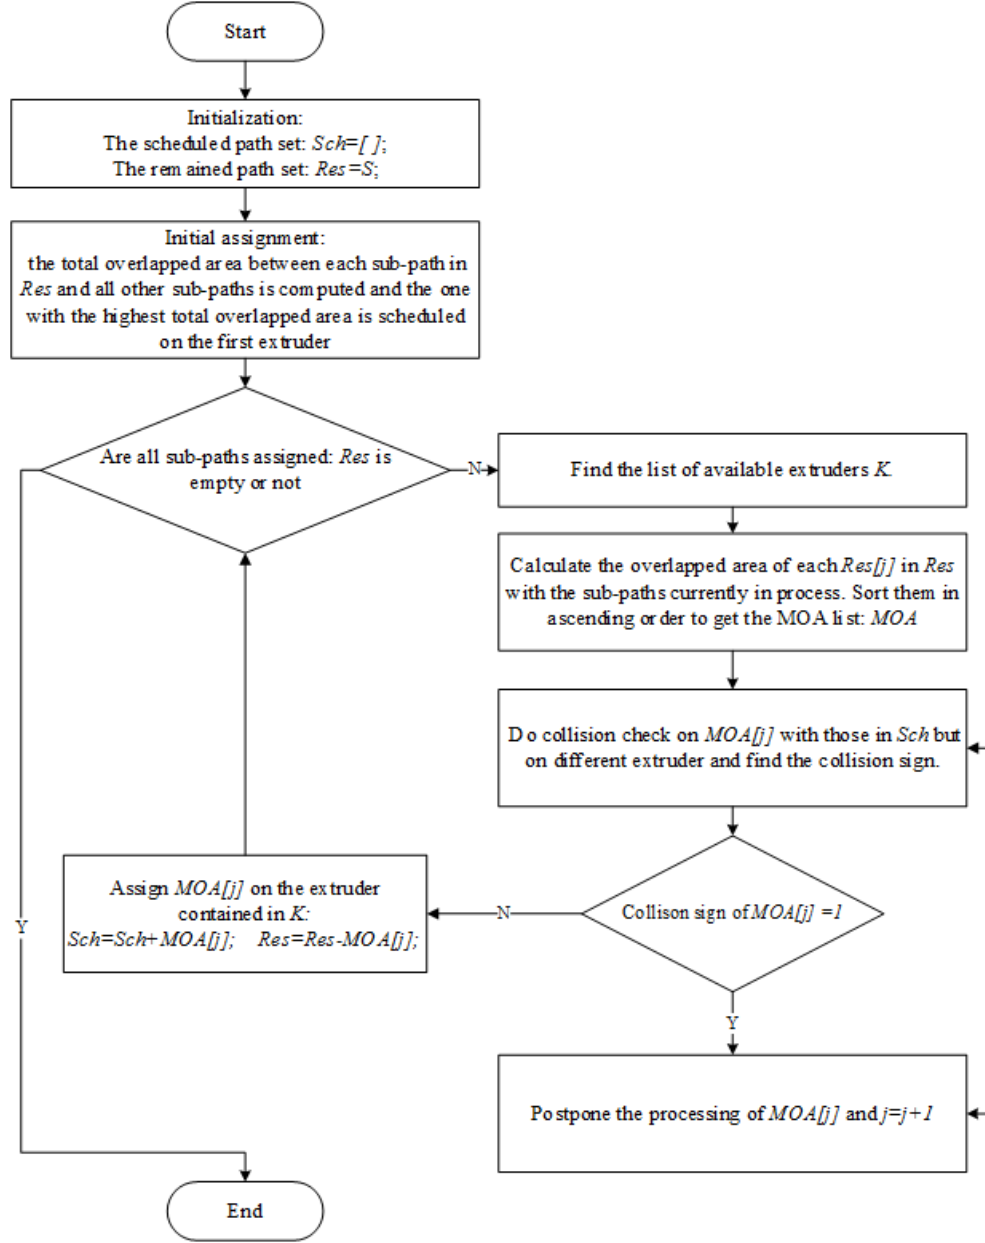 Start
Initialization:
The scheduled path set: Sch=[ ];
The remained path set: Res=S;
Initial assignment:
the total overlapped area between each sub-path in
Res and all other sub-paths is computed and the one
with the highest total overlapped area is scheduled
on the first extruder
Are all sub-paths assigned: Res is
empty or not
N
Find the list of available extruders K.
Calculate the overlapped area of each Res[j] in Res
with the sub-paths currently in process. Sort them in
ascending order to get the MOA list: MOA
Do collision check on MOA[j] with those in Sch but
on different extruder and find the collision sign.
Collison sign of MOA[j] =1
N
Assign MOA[j] on the extruder
contained in K:
Sch=Sch+MOA[j]; Res=Res-MOA[j];
Y
Y
Postpone the processing of MOA[j] and j=j+1
End